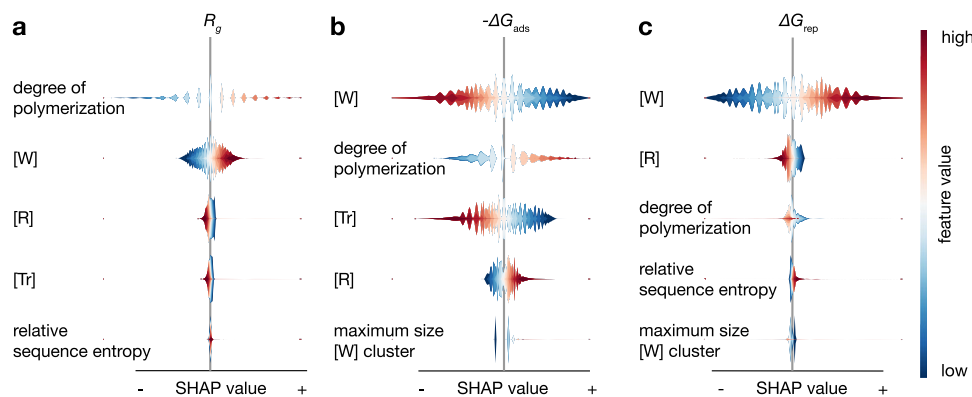 a
R_g
degree of
polymerization
[W]
[R]
[Tr]
relative
sequence entropy
- SHAP value +
b
-ΔG_ads
[W]
degree of
polymerization
[Tr]
[R]
maximum size
[W] cluster
- SHAP value +
c
ΔG_rep
[W]
[R]
degree of
polymerization
relative
sequence entropy
maximum size
[W] cluster
- SHAP value +
high
feature value
low